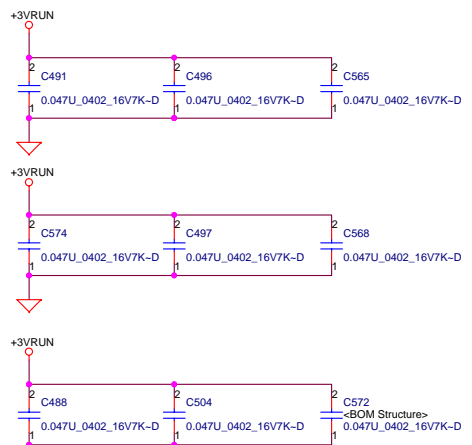 +3VRUN
2 2 2
C491 C496 C565
0.047U_0402_16V7K~D 0.047U_0402_16V7K~D 0.047U_0402_16V7K~D
1 1 1
+3VRUN
2 2 2
C574 C497 C568
0.047U_0402_16V7K~D 0.047U_0402_16V7K~D 0.047U_0402_16V7K~D
1 1 1
+3VRUN
2 2 2
C488 C504 C572
<BOM Structure>
0.047U_0402_16V7K~D 0.047U_0402_16V7K~D 0.047U_0402_16V7K~D
1 1 1